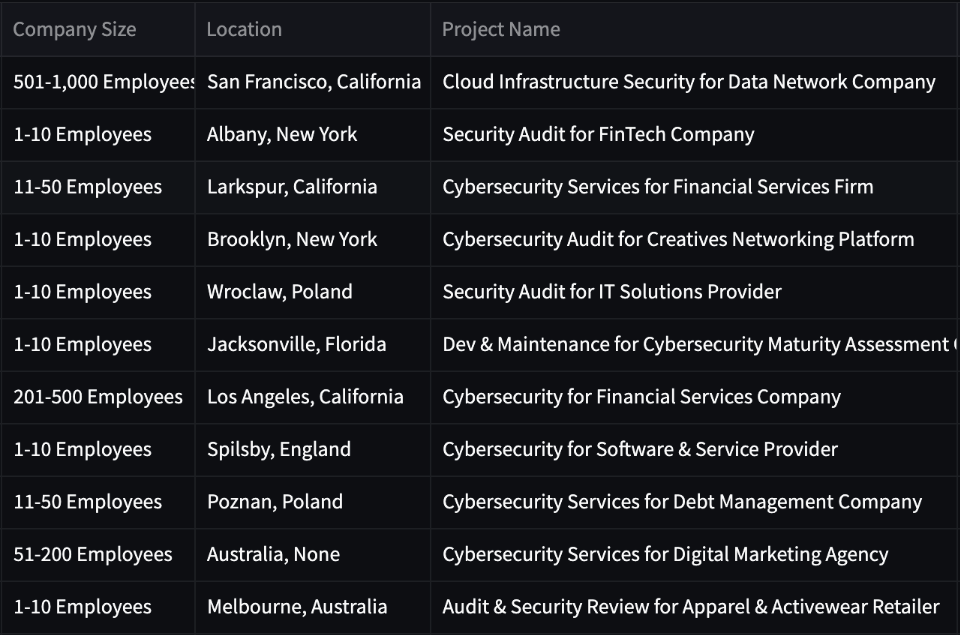 Company Size Location Project Name
501-1,000 Employees San Francisco, California Cloud Infrastructure Security for Data Network Company
1-10 Employees Albany, New York Security Audit for FinTech Company
11-50 Employees Larkspur, California Cybersecurity Services for Financial Services Firm
1-10 Employees Brooklyn, New York Cybersecurity Audit for Creatives Networking Platform
1-10 Employees Wroclaw, Poland Security Audit for IT Solutions Provider
1-10 Employees Jacksonville, Florida Dev & Maintenance for Cybersecurity Maturity Assessment
201-500 Employees Los Angeles, California Cybersecurity for Financial Services Company
1-10 Employees Spilsby, England Cybersecurity for Software & Service Provider
11-50 Employees Poznan, Poland Cybersecurity Services for Debt Management Company
51-200 Employees Australia, None Cybersecurity Services for Digital Marketing Agency
1-10 Employees Melbourne, Australia Audit & Security Review for Apparel & Activewear Retailer